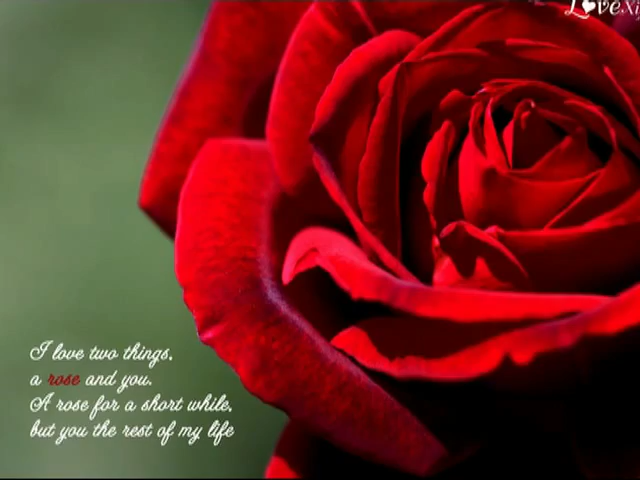 I love two things,
a rose and you.
A rose for a short while,
but you the rest of my life